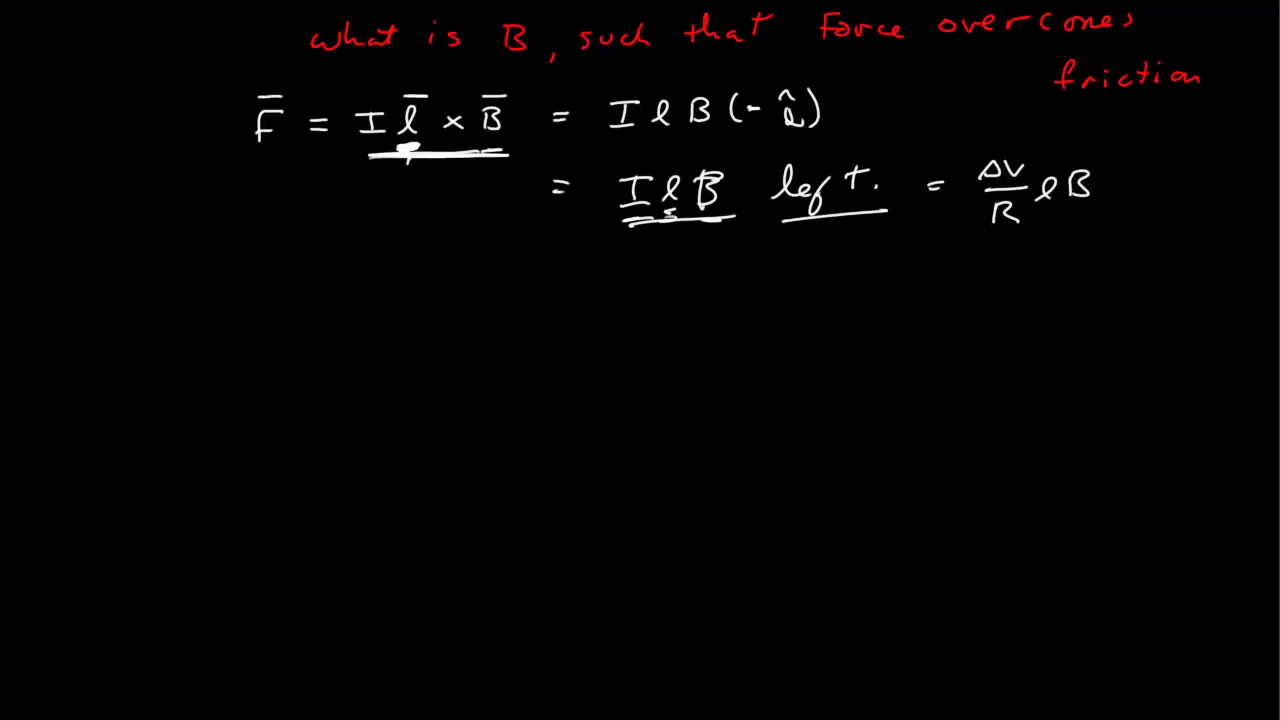 what is B, such that force overcomes
friction
F̄ = I l̄ × B̄ = I l B (- î)
= I l B left. = ΔV/R l B